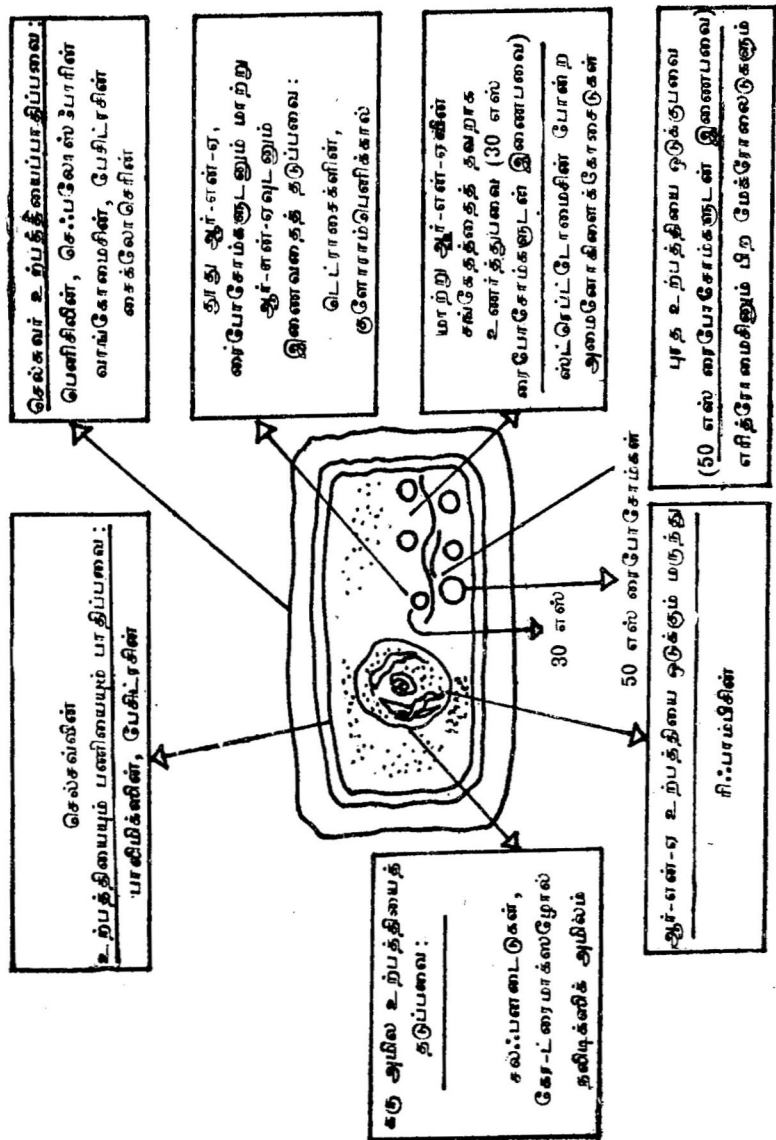 செல்சுவர் உற்பத்தியைப்பாதிப்பவை:
பெனிசிலின், செஃபலோஸ்போரின்
வாங்கோமைசின், பேசிட்ரசின்
சைக்லோசெரின்
தூது ஆர்-என்-ஏ,
ரைபோசோம்களுடனும் மாற்று
ஆர்-என்-ஏவுடனும்
இணைவதைத் தடுப்பவை:
டெட்ராசைகளின்,
குளோராம்பெனிக்கால்
மாற்று ஆர்-என்-ஏவின்
சங்கேதத்தைத் தவறாக
உணர்த்துபவை (30 எஸ்
ரைபோசோம்களுடன் இணைபவை)
ஸ்ட்ரெப்ட்டோமைசின் போன்ற
அமைனோகிளைக்கோசைடுகள்
புரத உற்பத்தியை ஒடுக்குபவை
(50 எஸ் ரைபோசோம்களுடன் இணைபவை)
எரித்ரோமைசினும் பிற மேக்ரோலைடுகளும்
செல்சவ்வின்
உற்பத்தியையும் பணியையும் பாதிப்பவை:
பாலிமிக்ஸின், பேசிட்ரசின்
30 எஸ்
50 எஸ் ரைபோசோம்கள்
ஆர்-என்-ஏ உற்பத்தியை ஒடுக்கும் மருந்து
ரிஃபாம்பிசின்
கரு அமில உற்பத்தியைத்
தடுப்பவை:
சல்ஃபனடைடுகள்,
கோ-ட்ரைமாக்ஸஸோல்
நலிடிக்ஸிக் அமிலம்